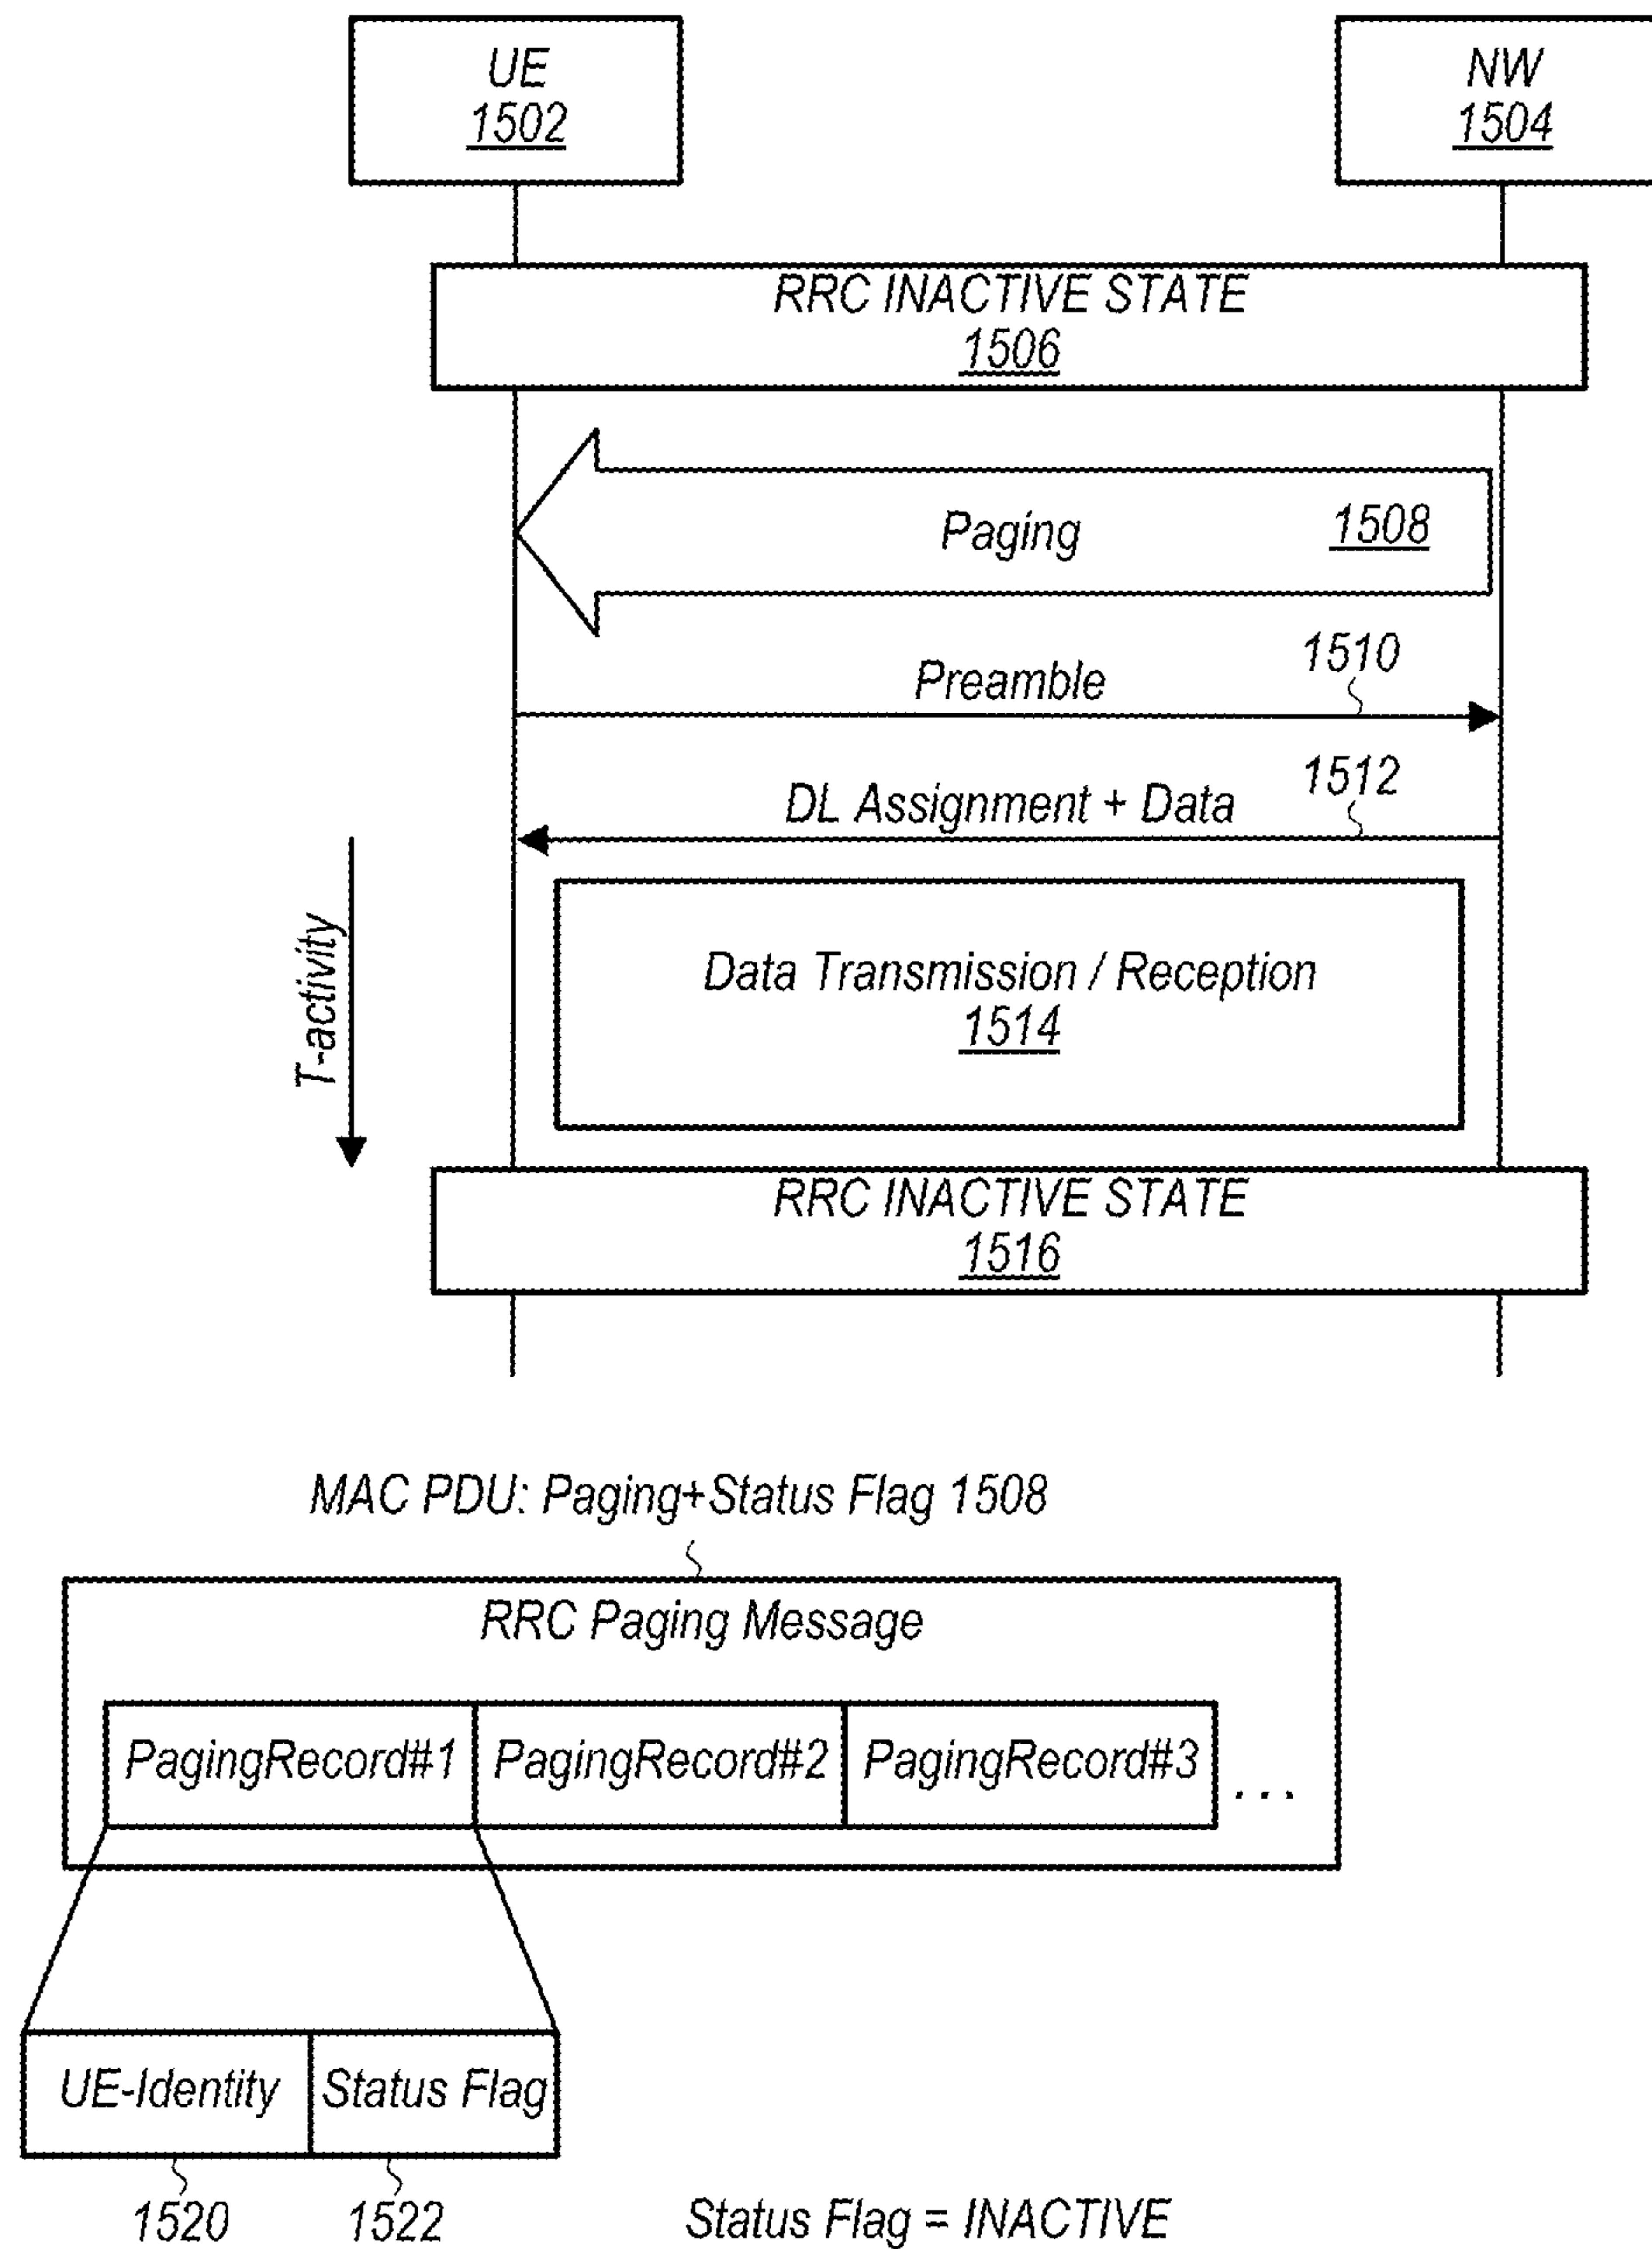 UE
1502
NW
1504
RRC INACTIVE STATE
1506
Paging
1508
Preamble
1510
DL Assignment + Data
1512
T-activity
Data Transmission / Reception
1514
RRC INACTIVE STATE
1516
MAC PDU: Paging+Status Flag 1508
RRC Paging Message
PagingRecord#1
PagingRecord#2
PagingRecord#3
...
UE-Identity
Status Flag
1520
1522
Status Flag = INACTIVE